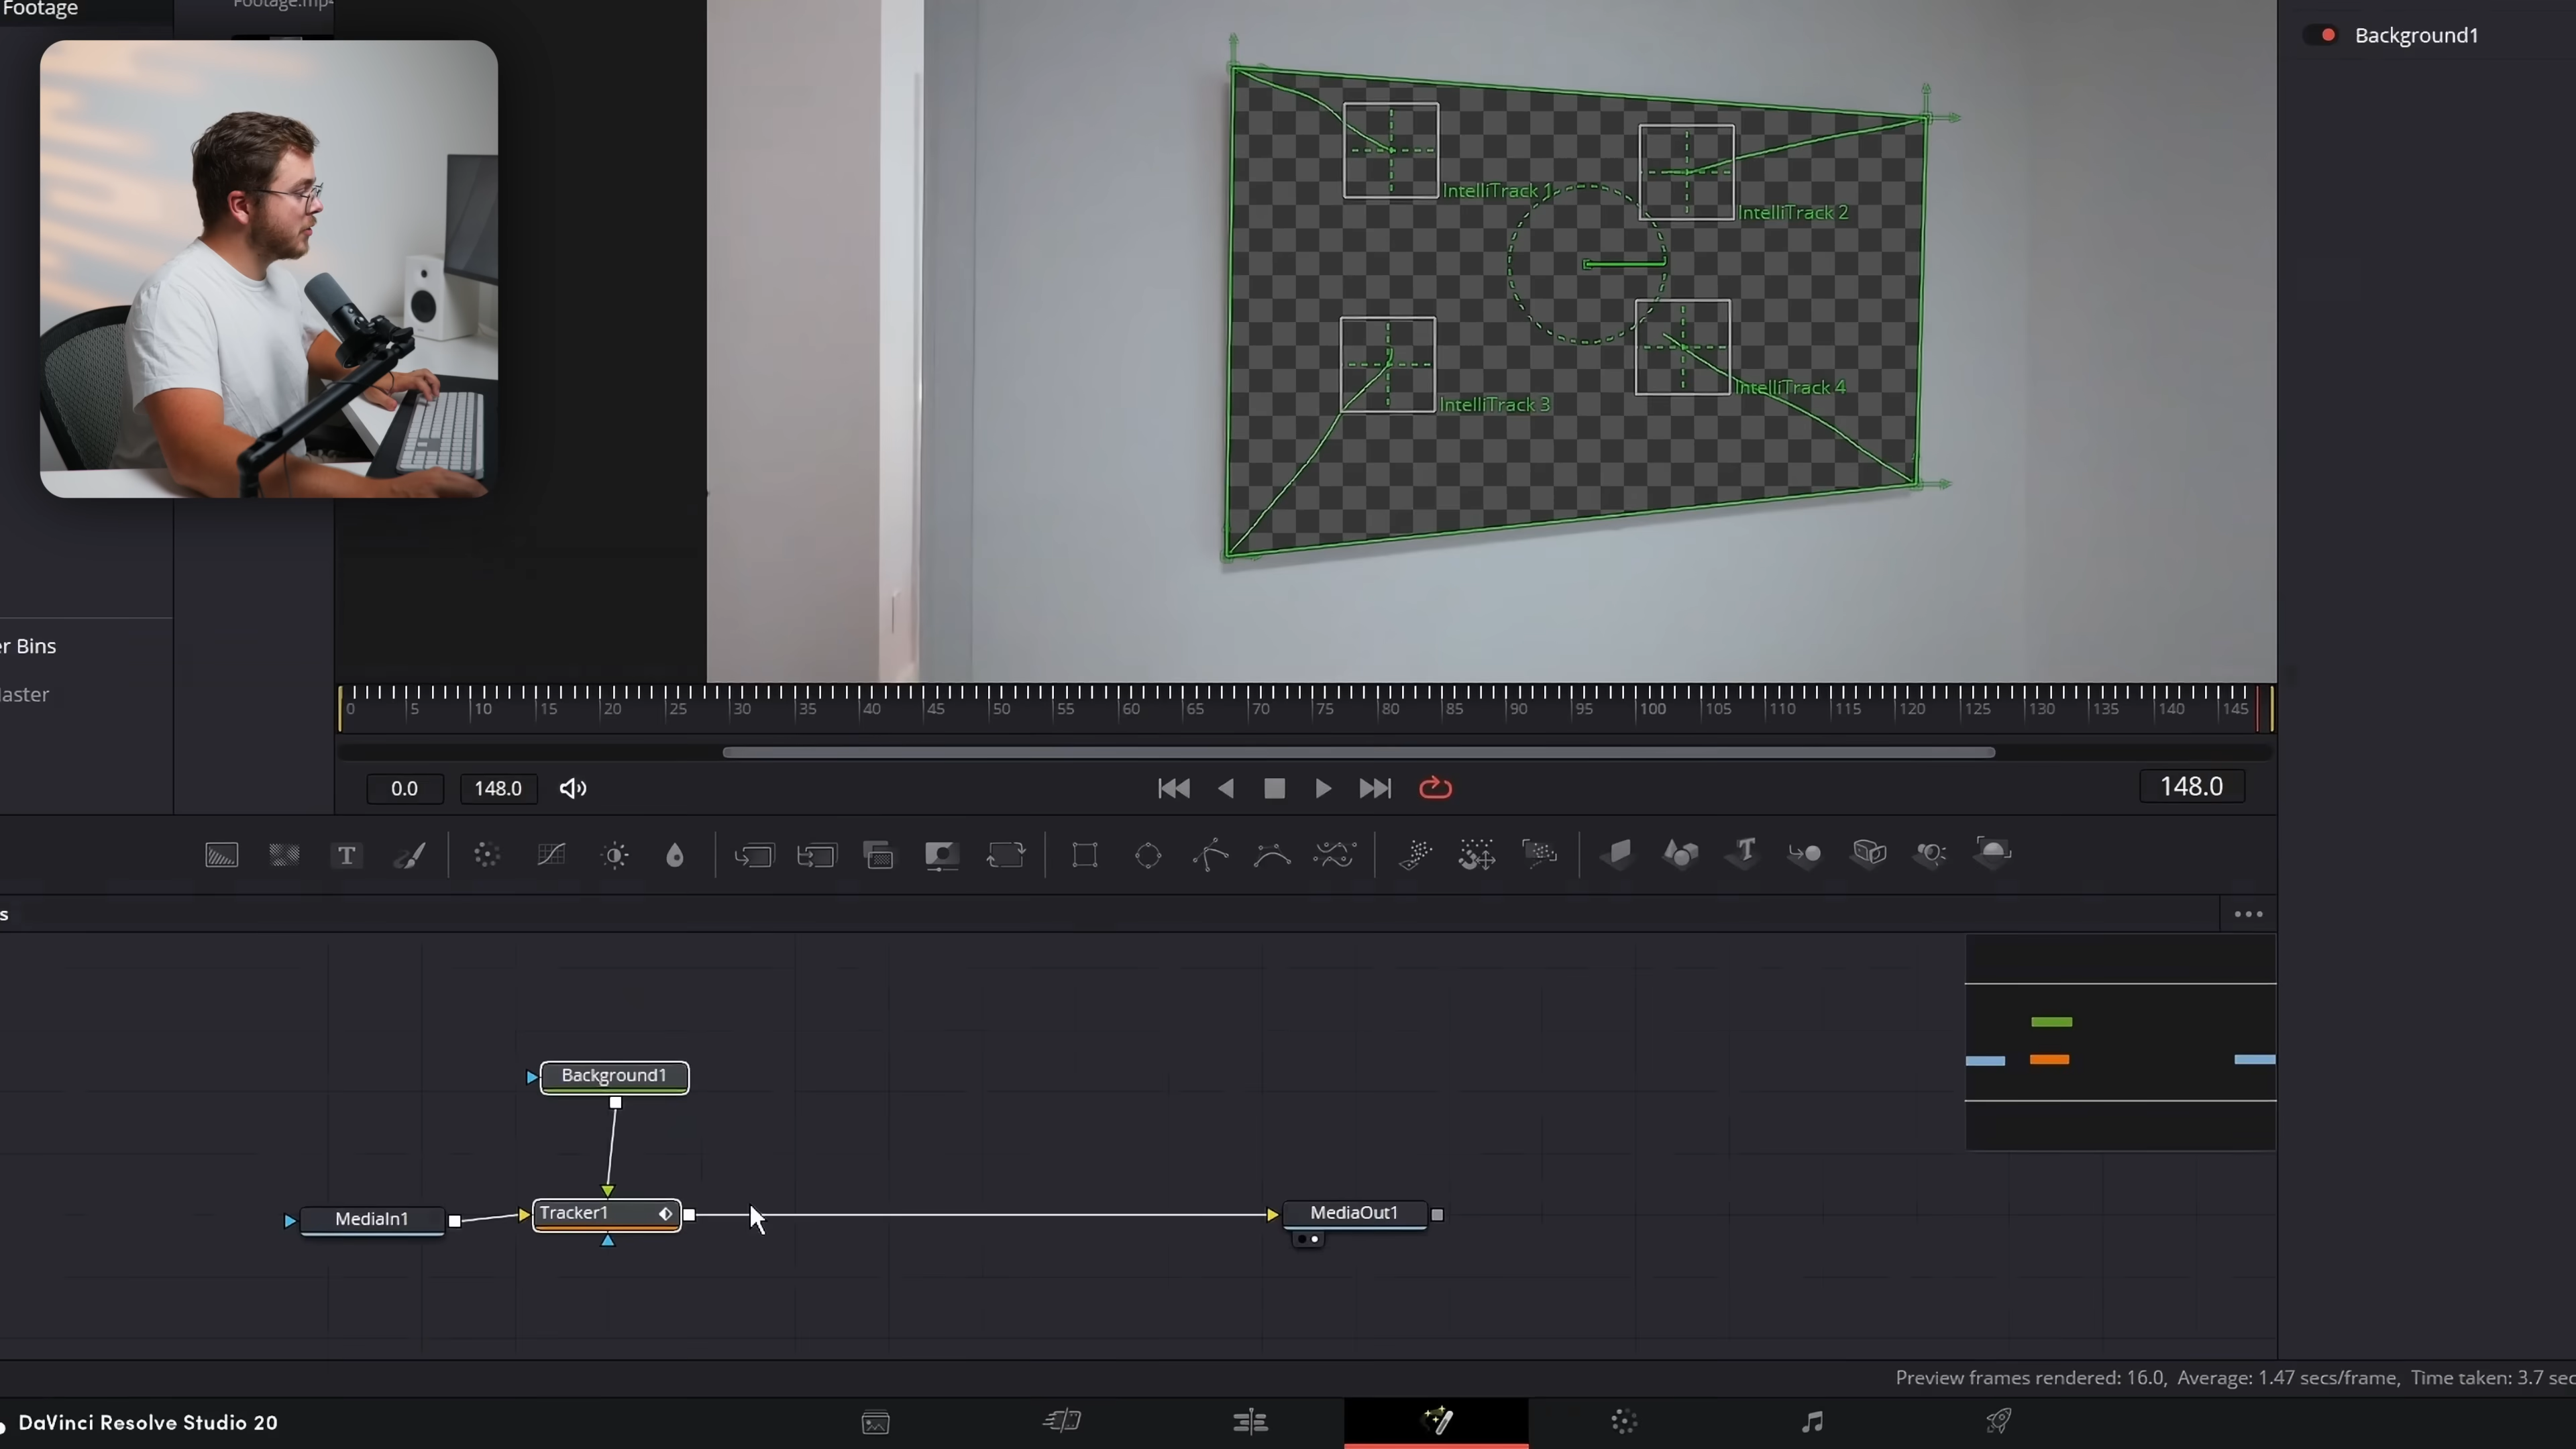 Footage
Footage.mp4
Background1
IntelliTrack 1
IntelliTrack 2
IntelliTrack 3
IntelliTrack 4
er Bins
aster
0 5 10 15 20 25 30 35 40 45 50 55 60 65 70 75 80 85 90 95 100 105 110 115 120 125 130 135 140 145
0.0 148.0 148.0
T
s
Background1
MediaIn1
Tracker1
MediaOut1
Preview frames rendered: 16.0, Average: 1.47 secs/frame, Time taken: 3.7 sec
DaVinci Resolve Studio 20